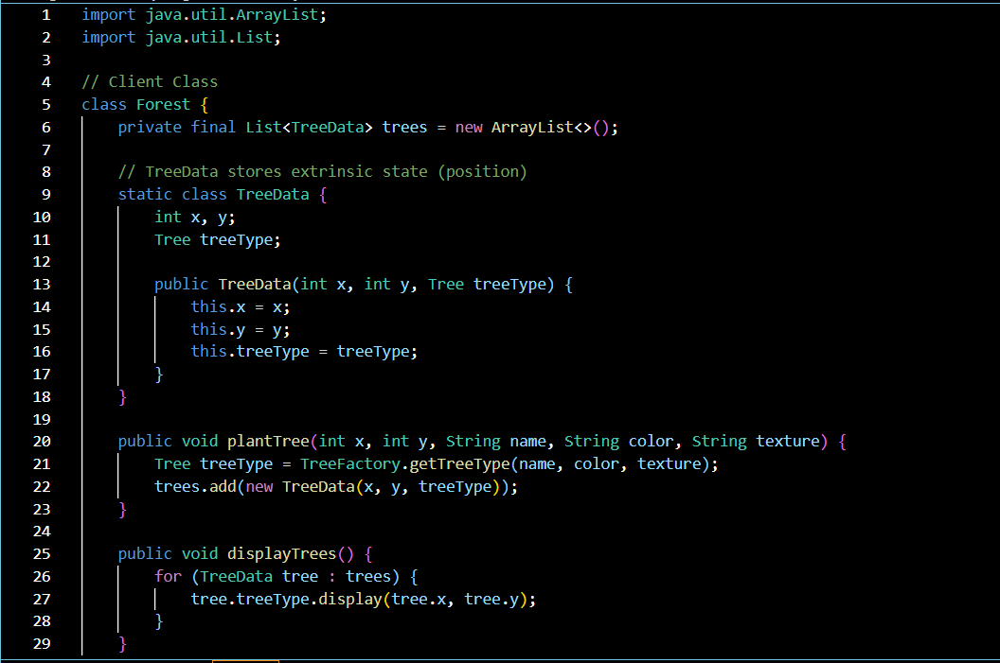 1 import java.util.ArrayList;
2 import java.util.List;
3
4 // Client Class
5 class Forest {
6     private final List<TreeData> trees = new ArrayList<>();
7
8     // TreeData stores extrinsic state (position)
9     static class TreeData {
10         int x, y;
11         Tree treeType;
12
13         public TreeData(int x, int y, Tree treeType) {
14             this.x = x;
15             this.y = y;
16             this.treeType = treeType;
17         }
18     }
19
20     public void plantTree(int x, int y, String name, String color, String texture) {
21         Tree treeType = TreeFactory.getTreeType(name, color, texture);
22         trees.add(new TreeData(x, y, treeType));
23     }
24
25     public void displayTrees() {
26         for (TreeData tree : trees) {
27             tree.treeType.display(tree.x, tree.y);
28         }
29     }